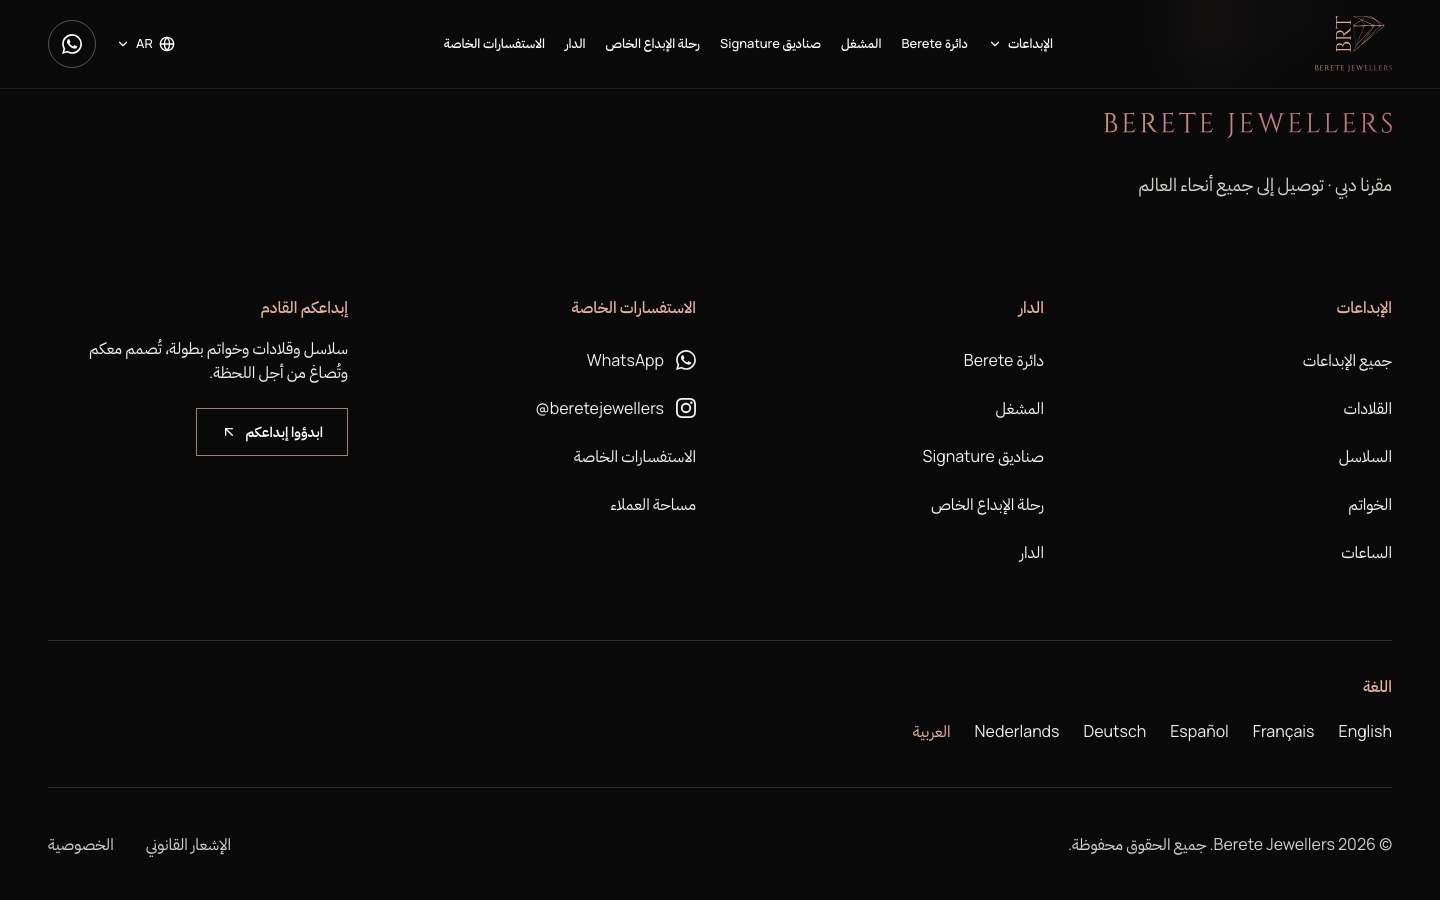 BRT
BERETE JEWELLERS
الإبداعات
دائرة Berete
المشغل
صناديق Signature
رحلة الإبداع الخاص
الدار
الاستفسارات الخاصة
AR
BERETE JEWELLERS
مقرنا دبي · توصيل إلى جميع أنحاء العالم
الإبداعات
جميع الإبداعات
القلادات
السلاسل
الخواتم
الساعات
الدار
دائرة Berete
المشغل
صناديق Signature
رحلة الإبداع الخاص
الدار
الاستفسارات الخاصة
WhatsApp
@beretejewellers
الاستفسارات الخاصة
مساحة العملاء
إبداعكم القادم
سلاسل وقلادات وخواتم بطولة، تُصمم معكم
وتُصاغ من أجل اللحظة.
ابدؤوا إبداعكم
اللغة
English
Français
Español
Deutsch
Nederlands
العربية
© 2026 Berete Jewellers. جميع الحقوق محفوظة.
الإشعار القانوني
الخصوصية